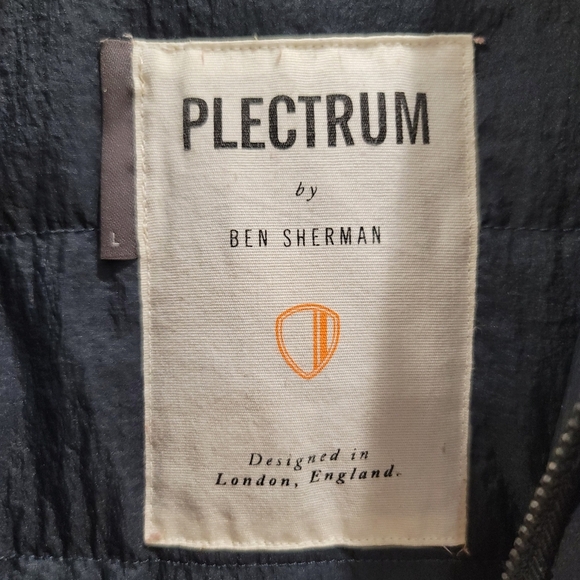 PLECTRUM
by
BEN SHERMAN
Designed in
London, England.
L